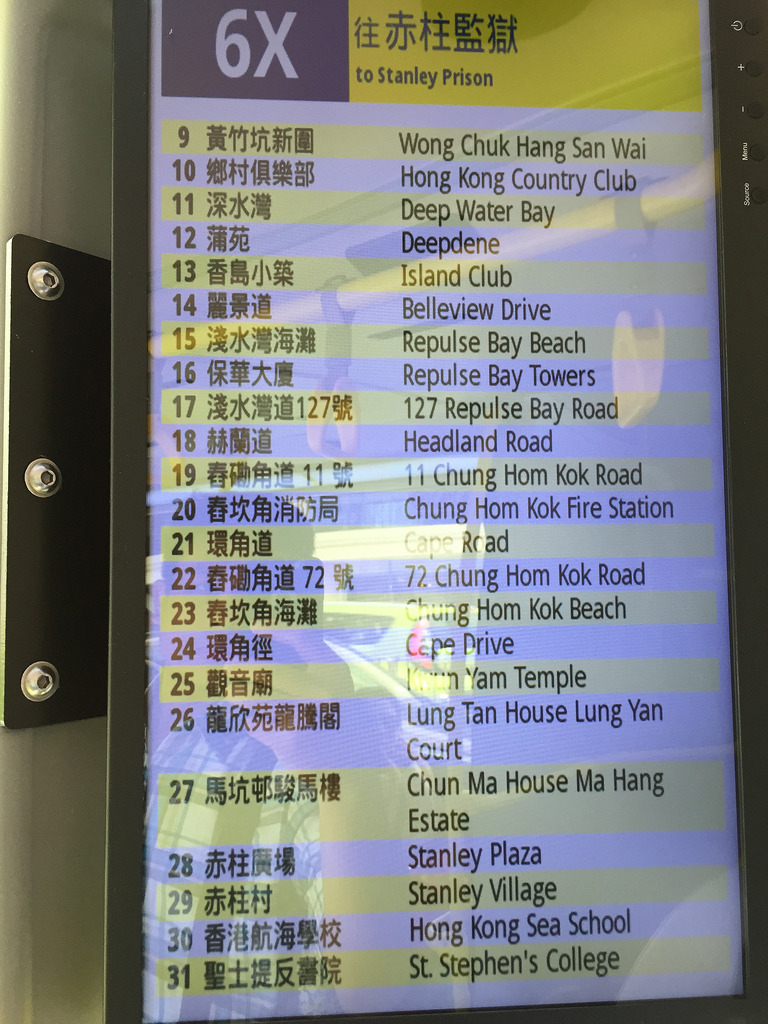 6X 往赤柱監獄
to Stanley Prison
9 黃竹坑新圍 Wong Chuk Hang San Wai
10 鄉村俱樂部 Hong Kong Country Club
11 深水灣 Deep Water Bay
12 蒲苑 Deepdene
13 香島小築 Island Club
14 麗景道 Belleview Drive
15 淺水灣海灘 Repulse Bay Beach
16 保華大廈 Repulse Bay Towers
17 淺水灣道127號 127 Repulse Bay Road
18 赫蘭道 Headland Road
19 舂磡角道 11 號 11 Chung Hom Kok Road
20 舂坎角消防局 Chung Hom Kok Fire Station
21 環角道 Cape Road
22 舂磡角道 72 號 72 Chung Hom Kok Road
23 舂坎角海灘 Chung Hom Kok Beach
24 環角徑 Cape Drive
25 觀音廟 Kwun Yam Temple
26 龍欣苑龍騰閣 Lung Tan House Lung Yan
Court
27 馬坑邨駿馬樓 Chun Ma House Ma Hang
Estate
28 赤柱廣場 Stanley Plaza
29 赤柱村 Stanley Village
30 香港航海學校 Hong Kong Sea School
31 聖士提反書院 St. Stephen's College
+
-
Menu
Source